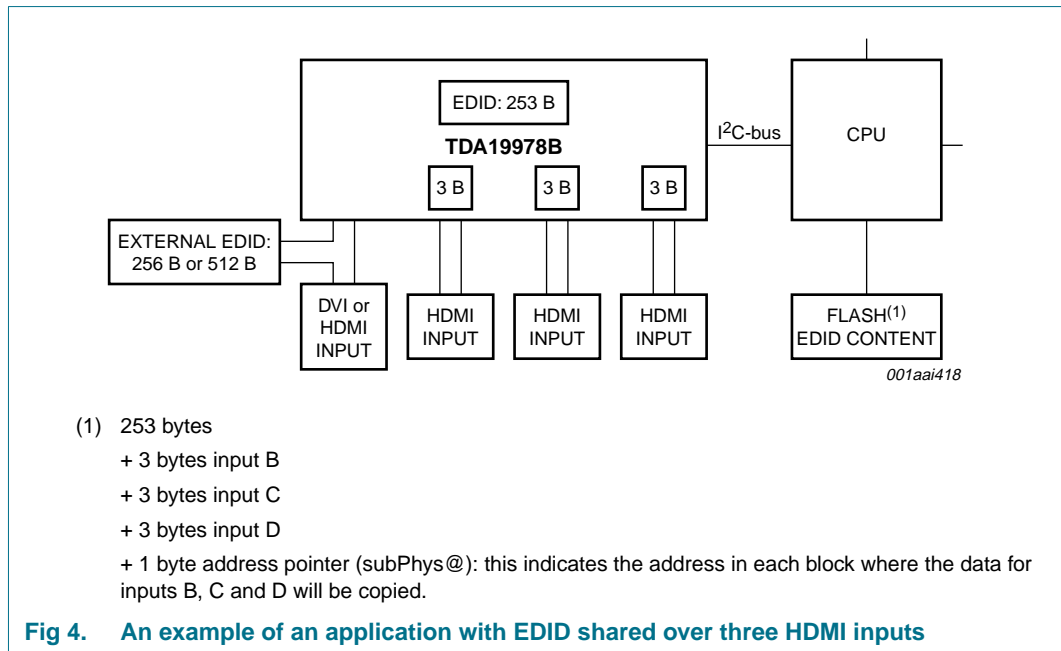 EDID: 253 B
TDA19978B
3 B
3 B
3 B
I²C-bus
CPU
EXTERNAL EDID:
256 B or 512 B
DVI or
HDMI
INPUT
HDMI
INPUT
HDMI
INPUT
HDMI
INPUT
FLASH(1)
EDID CONTENT
001aai418
(1) 253 bytes
+ 3 bytes input B
+ 3 bytes input C
+ 3 bytes input D
+ 1 byte address pointer (subPhys@): this indicates the address in each block where the data for
inputs B, C and D will be copied.
Fig 4. An example of an application with EDID shared over three HDMI inputs